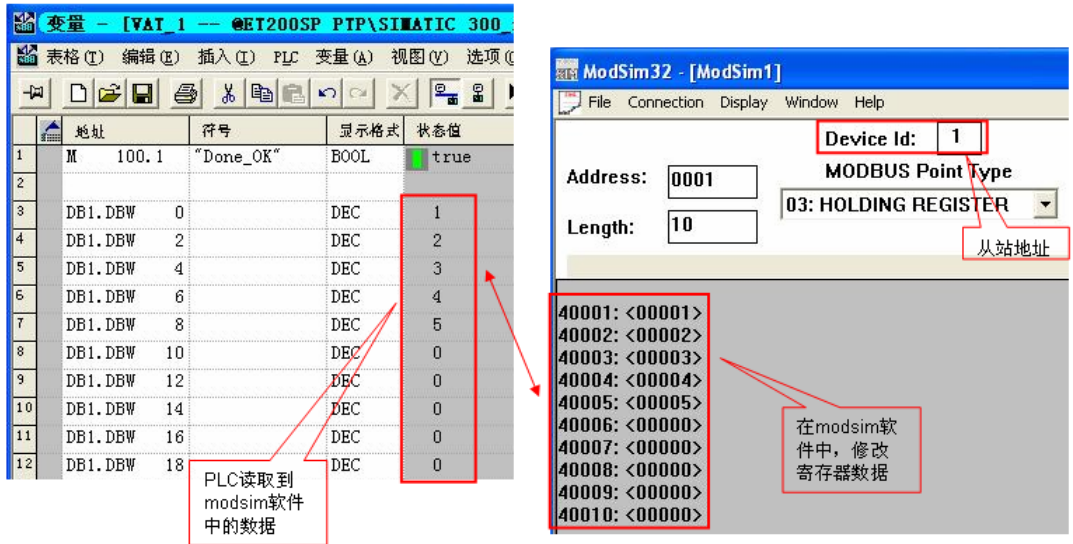 变量 - [VAT_1 -- @ET200SP PTP\SIMATIC 300_
表格(T) 编辑(E) 插入(I) PLC 变量(A) 视图(V) 选项(O
地址 符号 显示格式 状态值
1 M 100.1 "Done_OK" BOOL true
2
3 DB1.DBW 0 DEC 1
4 DB1.DBW 2 DEC 2
5 DB1.DBW 4 DEC 3
6 DB1.DBW 6 DEC 4
7 DB1.DBW 8 DEC 5
8 DB1.DBW 10 DEC 0
9 DB1.DBW 12 DEC 0
10 DB1.DBW 14 DEC 0
11 DB1.DBW 16 DEC 0
12 DB1.DBW 18 DEC 0
PLC读取到
modsim软件
中的数据
ModSim32 - [ModSim1]
File Connection Display Window Help
Device Id: 1
Address: 0001
MODBUS Point Type
03: HOLDING REGISTER
Length: 10
从站地址
40001: <00001>
40002: <00002>
40003: <00003>
40004: <00004>
40005: <00005>
40006: <00000>
40007: <00000>
40008: <00000>
40009: <00000>
40010: <00000>
在modsim软
件中，修改
寄存器数据